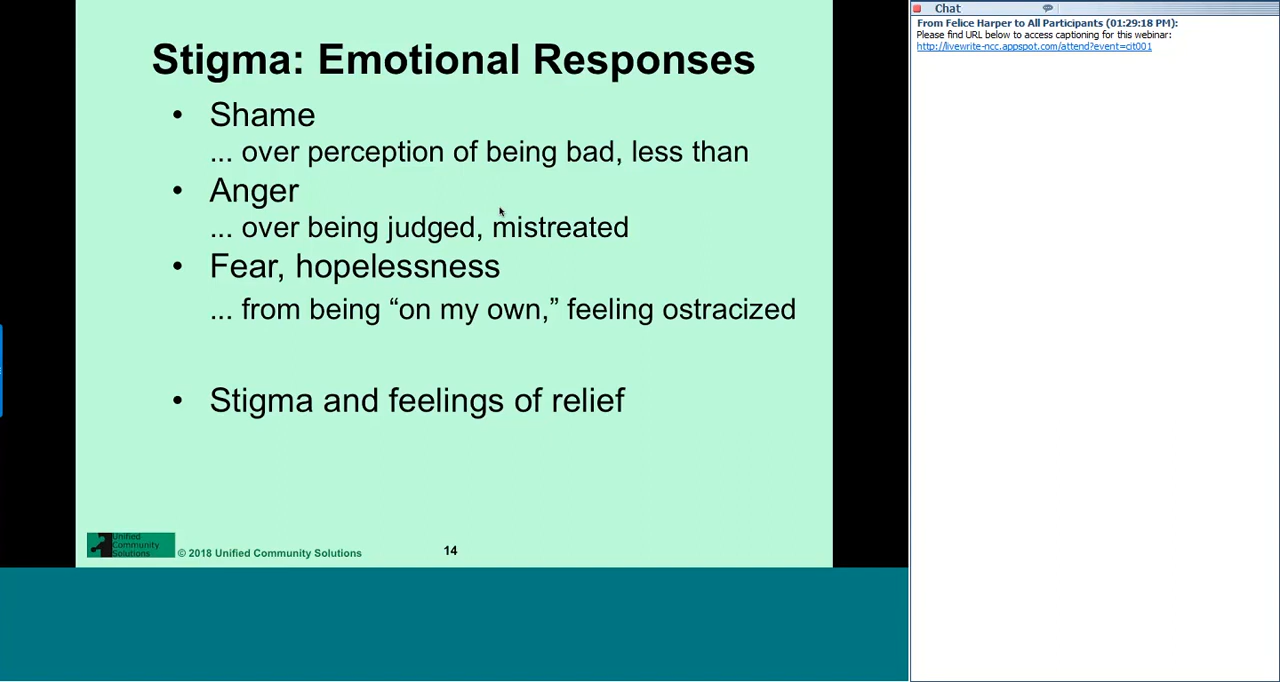 Stigma: Emotional Responses
• Shame
... over perception of being bad, less than
• Anger
... over being judged, mistreated
• Fear, hopelessness
... from being “on my own,” feeling ostracized
• Stigma and feelings of relief
Unified
Community
Solutions
© 2018 Unified Community Solutions
14
Chat
From Felice Harper to All Participants (01:29:18 PM):
Please find URL below to access captioning for this webinar:
http://livewrite-ncc.appspot.com/attend?event=cit001